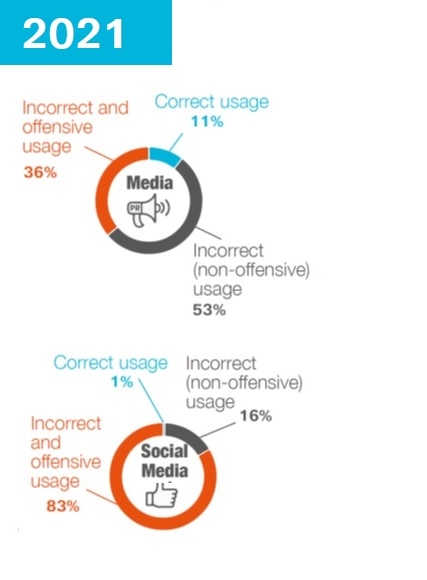 2021
Incorrect and
offensive
usage
36%
Correct usage
11%
Media
PR
Incorrect
(non-offensive)
usage
53%
Correct usage
1%
Incorrect
(non-offensive)
usage
16%
Incorrect
and
offensive
usage
83%
Social
Media